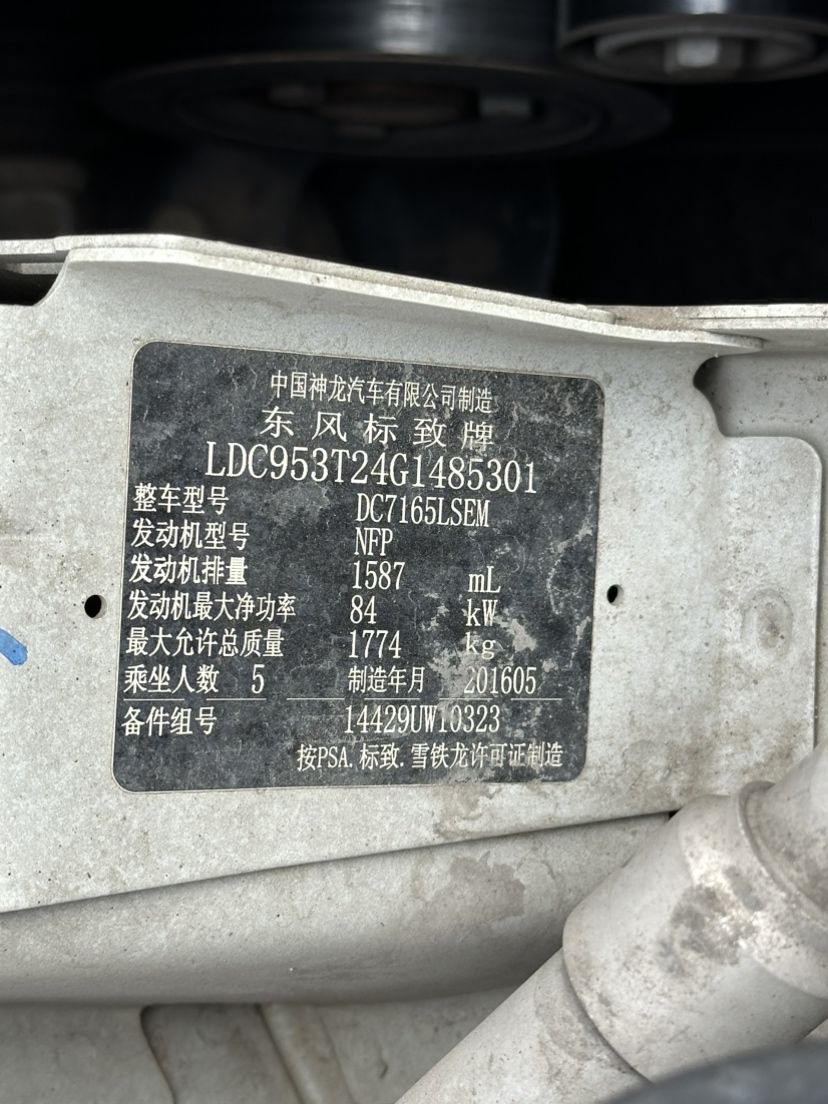 中国神龙汽车有限公司制造
东风标致牌
LDC953T24G1485301
整车型号 DC7165LSEM
发动机型号 NFP
发动机排量 1587 mL
发动机最大净功率 84 kW
最大允许总质量 1774 kg
乘坐人数 5 制造年月 201605
备件组号 14429UW10323
按PSA.标致.雪铁龙许可证制造